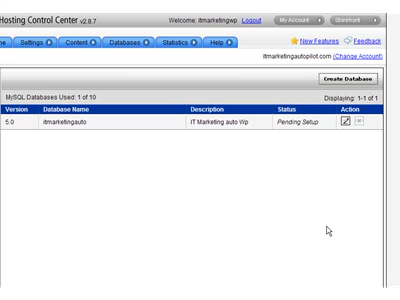 Hosting Control Center v2.8.7 Welcome: itmarketingwp Logout My Account Storefront
me Settings Content Databases Statistics Help New Features Feedback
itmarketingautopilot.com (Change Account)
Create Database
MySQL Databases Used: 1 of 10 Displaying: 1-1 of 1
Version Database Name Description Status Action
5.0 itmarketingauto IT Marketing auto Wp Pending Setup